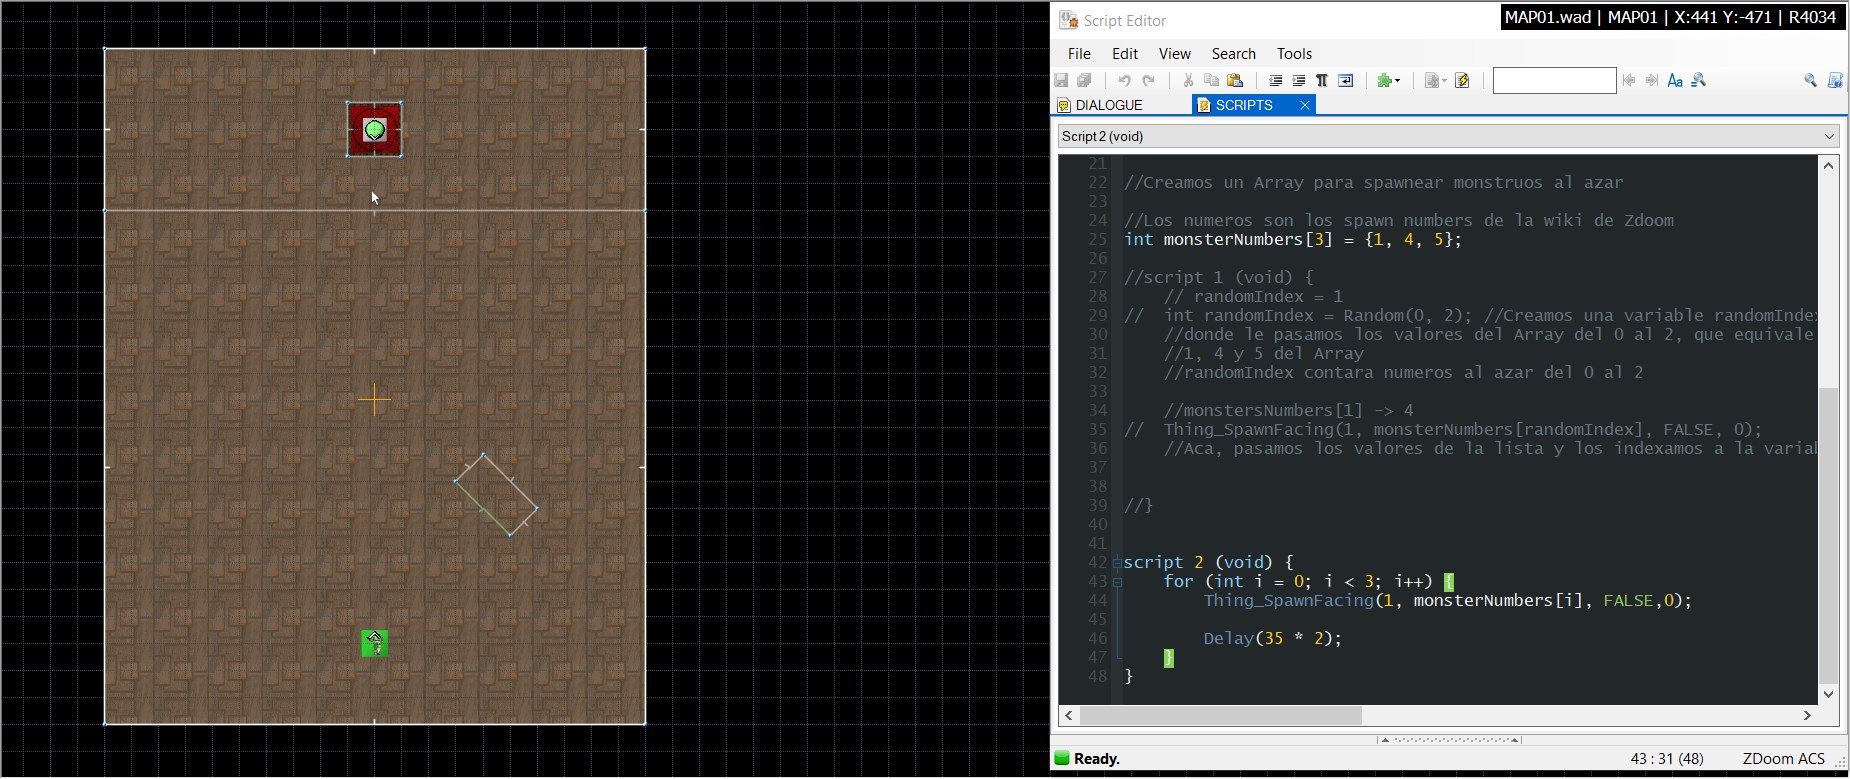 Script Editor
MAP01.wad | MAP01 | X:441 Y:-471 | R4034
File Edit View Search Tools
DIALOGUE SCRIPTS
Script 2 (void)
21
22 //Creamos un Array para spawnear monstruos al azar
23
24 //Los numeros son los spawn numbers de la wiki de Zdoom
25 int monsterNumbers[3] = {1, 4, 5};
26
27 //script 1 (void) {
28 // randomIndex = 1
29 // int randomIndex = Random(0, 2); //Creamos una variable randomIndex
30 //donde le pasamos los valores del Array del 0 al 2, que equivale
31 //1, 4 y 5 del Array
32 //randomIndex contara numeros al azar del 0 al 2
33
34 //monstersNumbers[1] -> 4
35 // Thing_SpawnFacing(1, monsterNumbers[randomIndex], FALSE, 0);
36 //Aca, pasamos los valores de la lista y los indexamos a la
37
38
39 //}
40
41
42 script 2 (void) {
43 for (int i = 0; i < 3; i++) {
44 Thing_SpawnFacing(1, monsterNumbers[i], FALSE,0);
45
46 Delay(35 * 2);
47 }
48 }
Ready.
43 : 31 (48) ZDoom ACS